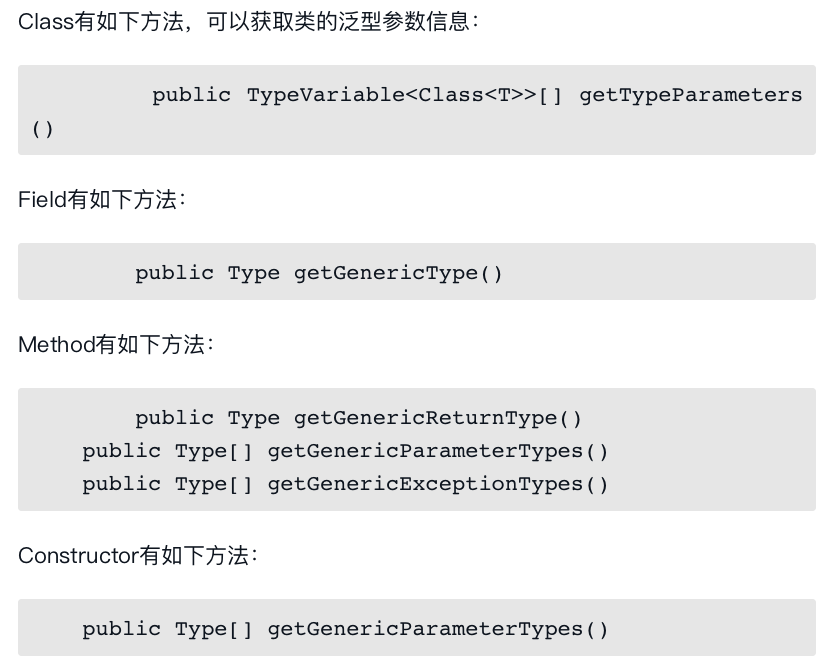 Class有如下方法，可以获取类的泛型参数信息：
public TypeVariable<Class<T>>[] getTypeParameters
()
Field有如下方法：
public Type getGenericType()
Method有如下方法：
public Type getGenericReturnType()
public Type[] getGenericParameterTypes()
public Type[] getGenericExceptionTypes()
Constructor有如下方法：
public Type[] getGenericParameterTypes()